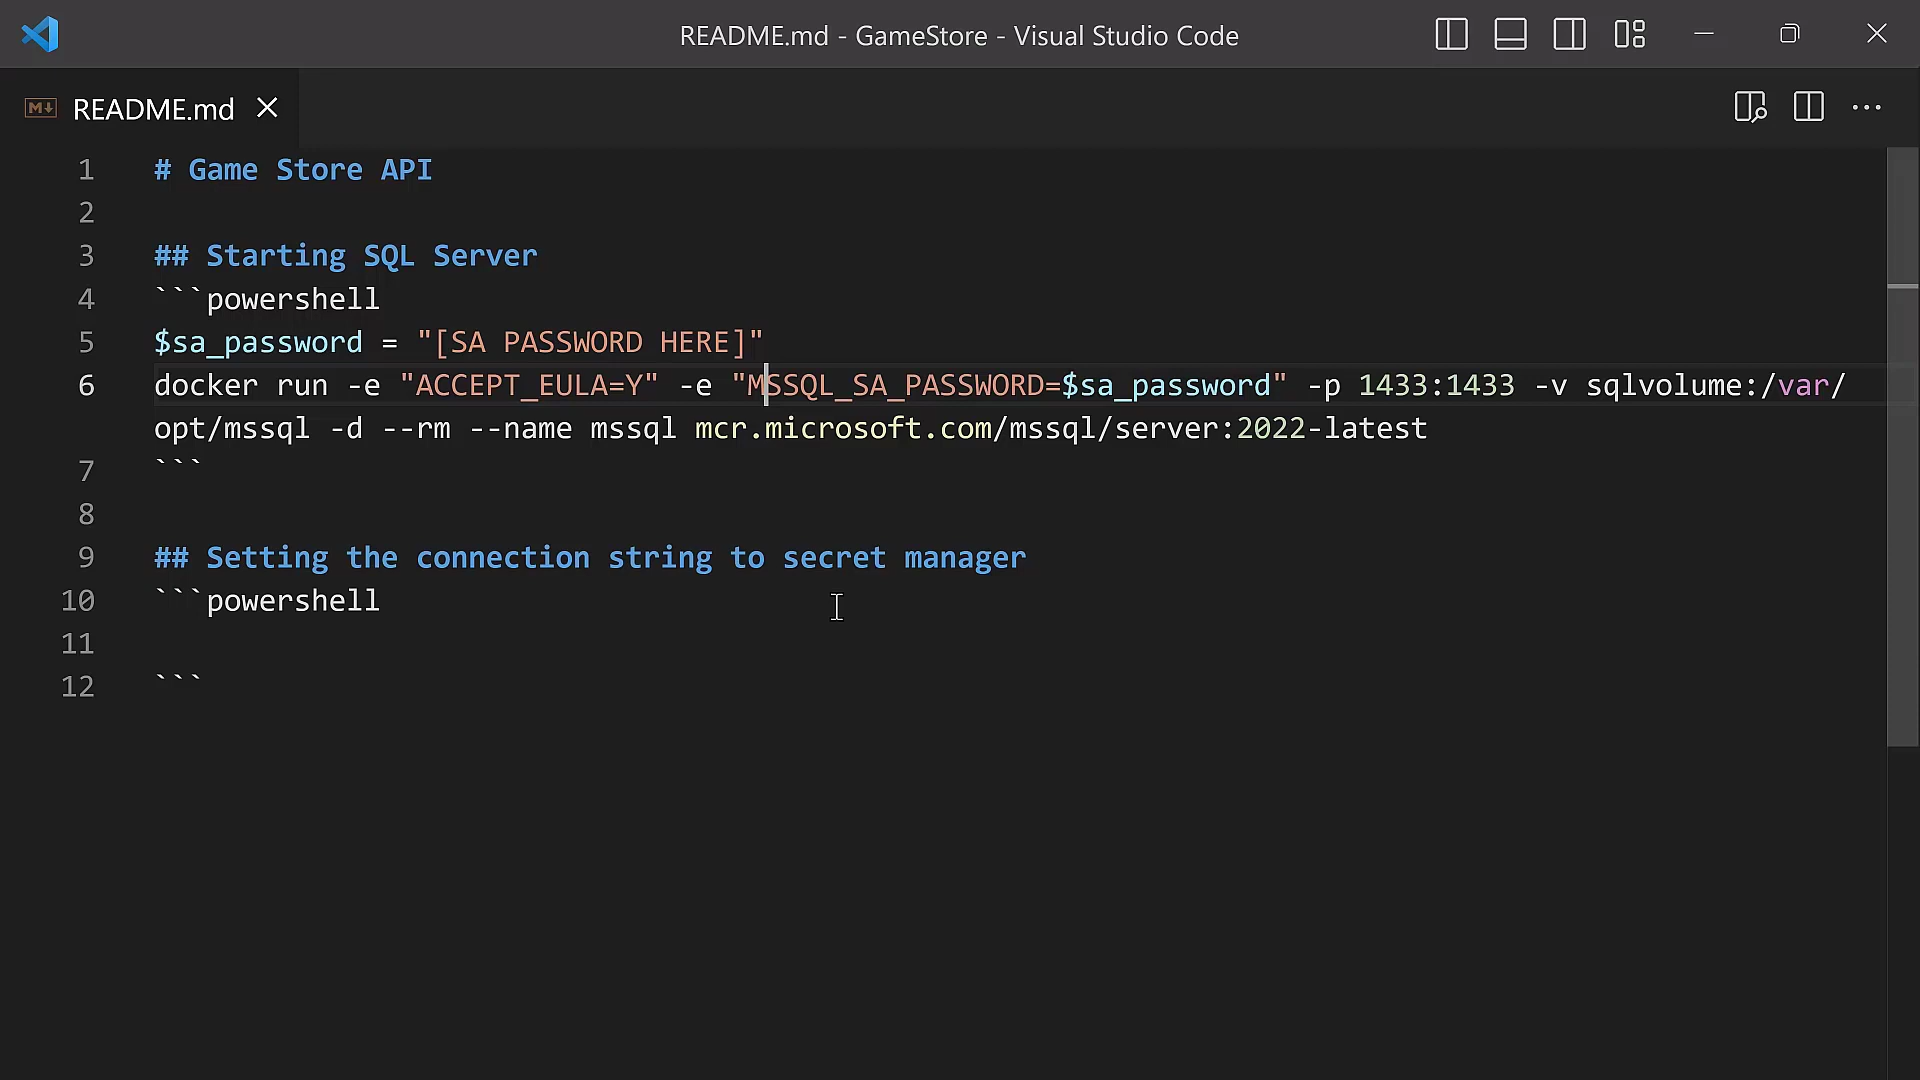 README.md - GameStore - Visual Studio Code
README.md
1 # Game Store API
2
3 ## Starting SQL Server
4 ```powershell
5 $sa_password = "[SA PASSWORD HERE]"
6 docker run -e "ACCEPT_EULA=Y" -e "MSSQL_SA_PASSWORD=$sa_password" -p 1433:1433 -v sqlvolume:/var/
opt/mssql -d --rm --name mssql mcr.microsoft.com/mssql/server:2022-latest
7 ```
8
9 ## Setting the connection string to secret manager
10 ```powershell
11
12 ```